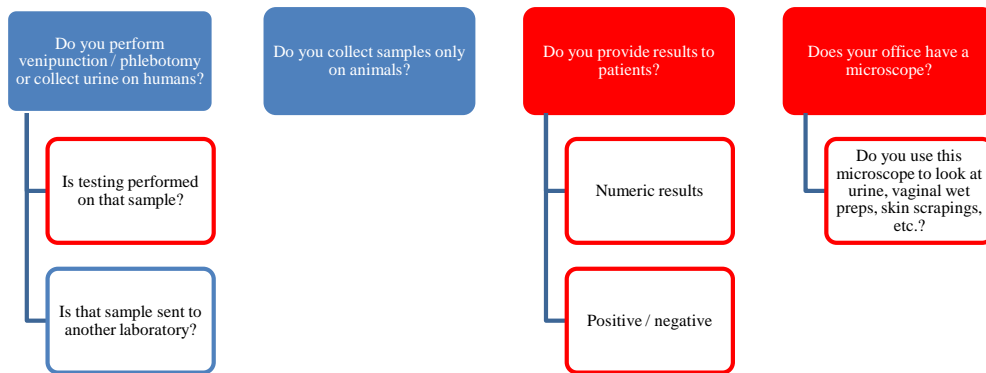 Do you perform
venipunction / phlebotomy
or collect urine on humans?
Is testing performed
on that sample?
Is that sample sent to
another laboratory?
Do you collect samples only
on animals?
Do you provide results to
patients?
Numeric results
Positive / negative
Does your office have a
microscope?
Do you use this
microscope to look at
urine, vaginal wet
preps, skin scrapings,
etc.?